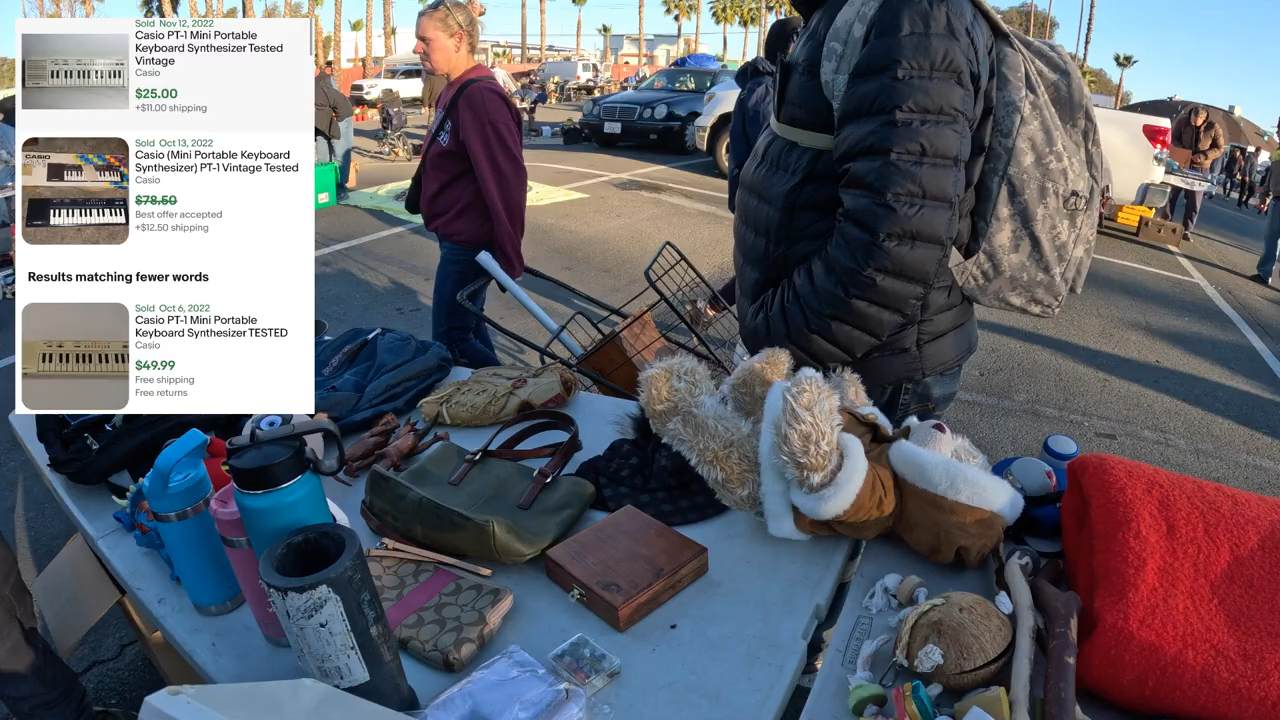 Sold Nov 12, 2022
Casio PT-1 Mini Portable
Keyboard Synthesizer Tested
Vintage
Casio
$25.00
+$11.00 shipping
Sold Oct 13, 2022
Casio (Mini Portable Keyboard
Synthesizer) PT-1 Vintage Tested
Casio
$78.50
Best offer accepted
+$12.50 shipping
Results matching fewer words
Sold Oct 6, 2022
Casio PT-1 Mini Portable
Keyboard Synthesizer TESTED
Casio
$49.99
Free shipping
Free returns
CASIO
LIFETIME